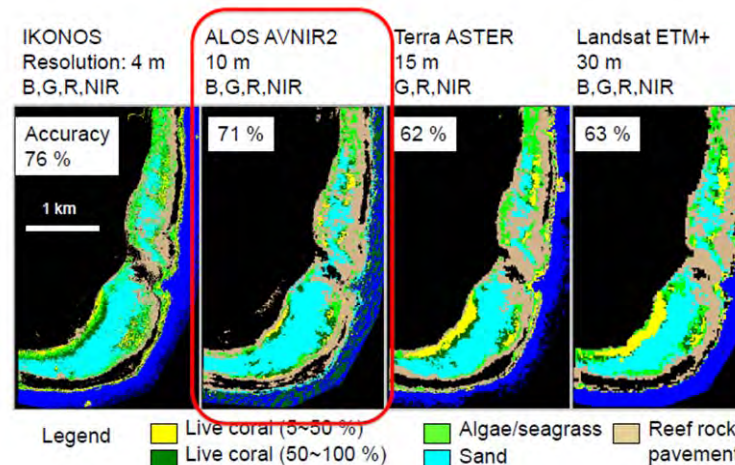 IKONOS
Resolution: 4 m
B,G,R,NIR
ALOS AVNIR2
10 m
B,G,R,NIR
Terra ASTER
15 m
G,R,NIR
Landsat ETM+
30 m
B,G,R,NIR
Accuracy
76 %
71 %
62 %
63 %
1 km
Legend
Live coral (5~50 %)
Live coral (50~100 %)
Algae/seagrass
Sand
Reef rock
pavement